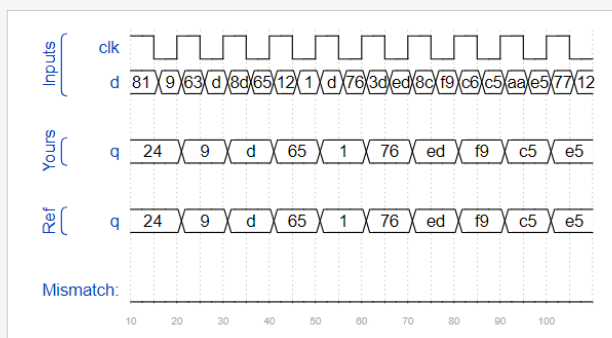 Inputs
clk
d 81 9 63 d 8d 65 12 1 d 76 3d ed 8c f9 c6 c5 aa e5 77 12
Yours
q 24 9 d 65 1 76 ed f9 c5 e5
Ref
q 24 9 d 65 1 76 ed f9 c5 e5
Mismatch:
10 20 30 40 50 60 70 80 90 100